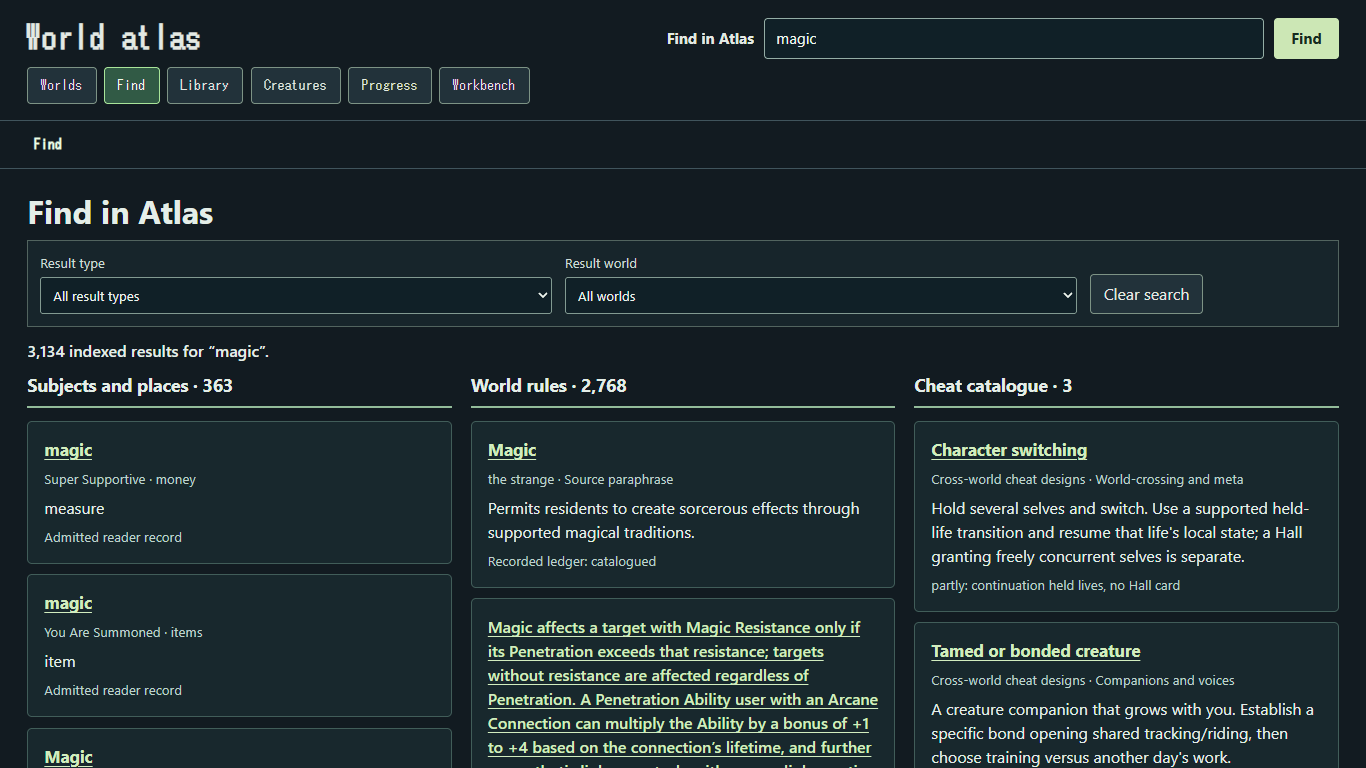 World atlas
Find in Atlas
magic
Find
Worlds
Find
Library
Creatures
Progress
Workbench
Find
Find in Atlas
Result type
All result types
Result world
All worlds
Clear search
3,134 indexed results for “magic”.
Subjects and places · 363
magic
Super Supportive · money
measure
Admitted reader record
magic
You Are Summoned · items
item
Admitted reader record
Magic
World rules · 2,768
Magic
the strange · Source paraphrase
Permits residents to create sorcerous effects through
supported magical traditions.
Recorded ledger: catalogued
Magic affects a target with Magic Resistance only if
its Penetration exceeds that resistance; targets
without resistance are affected regardless of
Penetration. A Penetration Ability user with an Arcane
Connection can multiply the Ability by a bonus of +1
to +4 based on the connection’s lifetime, and further
Cheat catalogue · 3
Character switching
Cross-world cheat designs · World-crossing and meta
Hold several selves and switch. Use a supported held-
life transition and resume that life's local state; a Hall
granting freely concurrent selves is separate.
partly: continuation held lives, no Hall card
Tamed or bonded creature
Cross-world cheat designs · Companions and voices
A creature companion that grows with you. Establish a
specific bond opening shared tracking/riding, then
choose training versus another day's work.